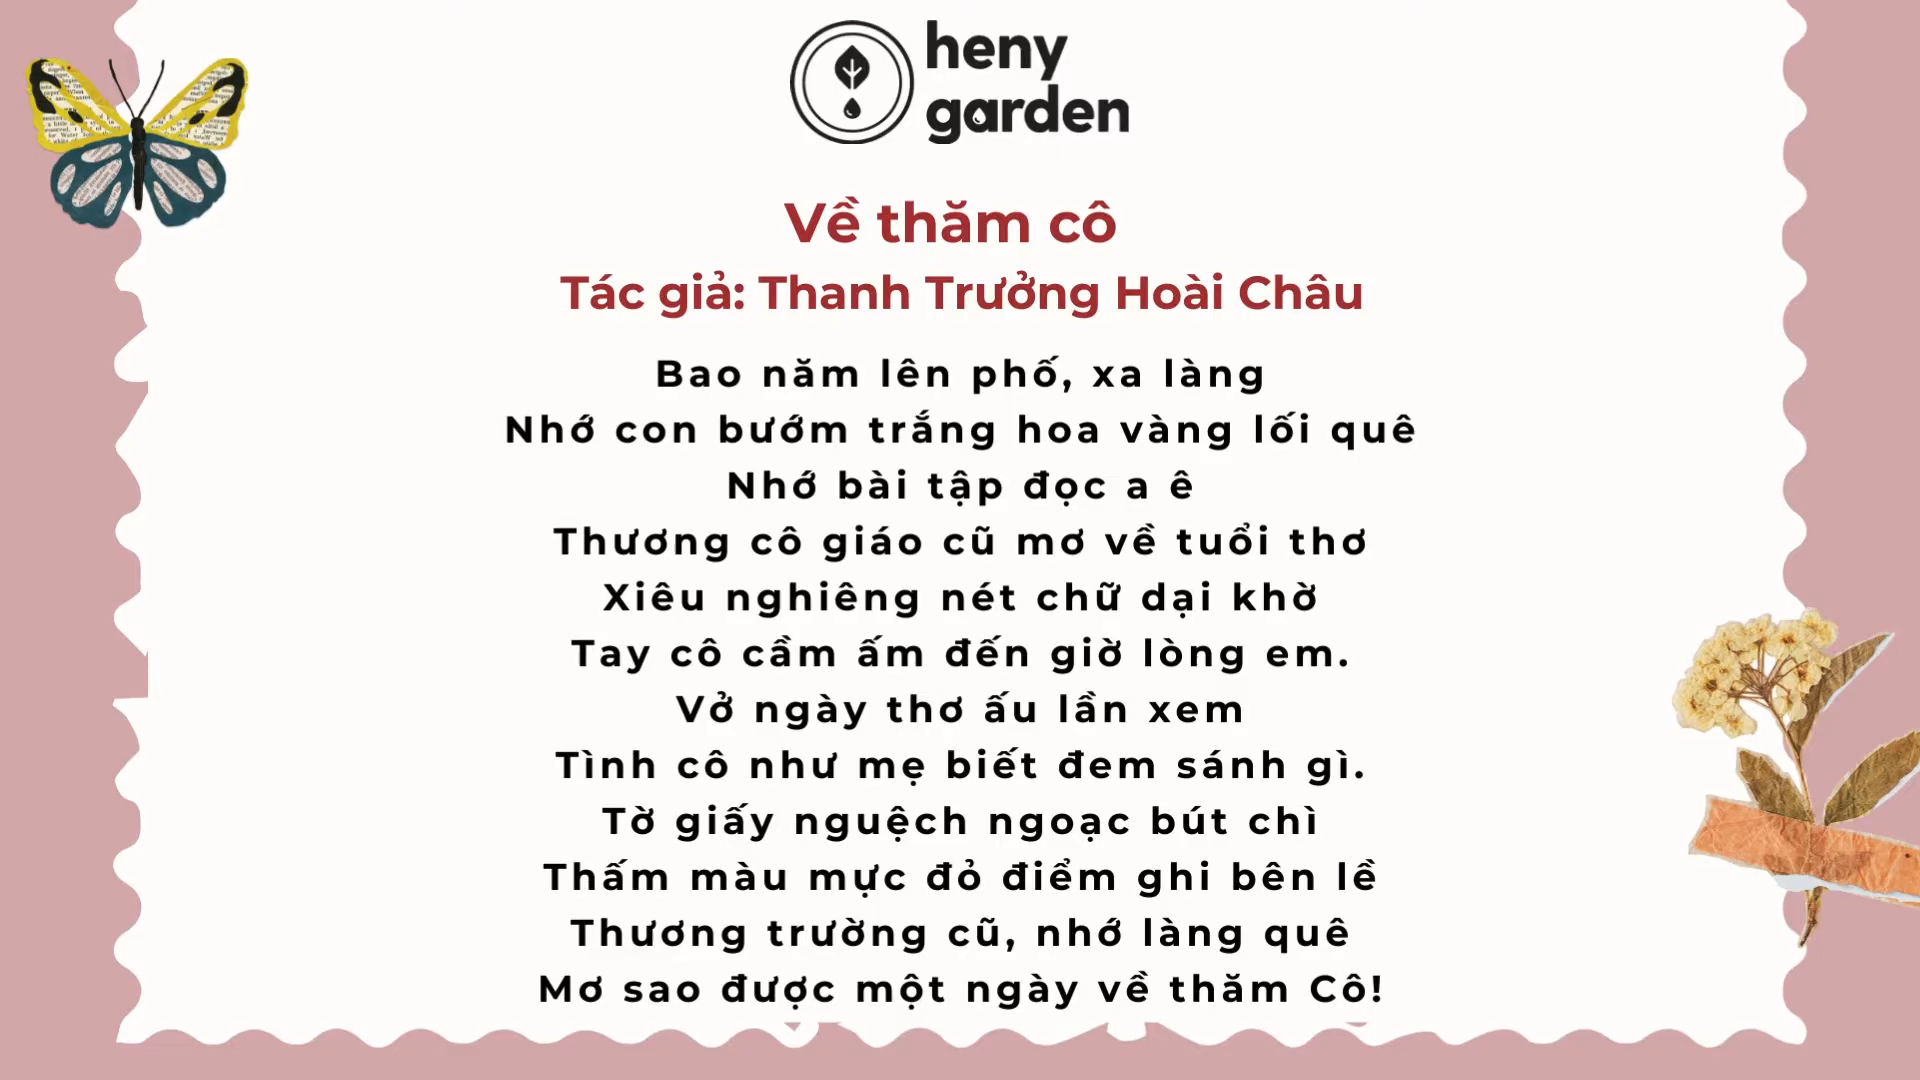 heny
garden
Về thăm cô
Tác giả: Thanh Trưởng Hoài Châu
Bao năm lên phố, xa làng
Nhớ con bướm trắng hoa vàng lối quê
Nhớ bài tập đọc a ê
Thương cô giáo cũ mơ về tuổi thơ
Xiêu nghiêng nét chữ dại khờ
Tay cô cầm ấm đến giờ lòng em.
Vở ngày thơ ấu lần xem
Tình cô như mẹ biết đem sánh gì.
Tờ giấy nguệch ngoạc bút chì
Thấm màu mực đỏ điểm ghi bên lề
Thương trường cũ, nhớ làng quê
Mơ sao được một ngày về thăm Cô!